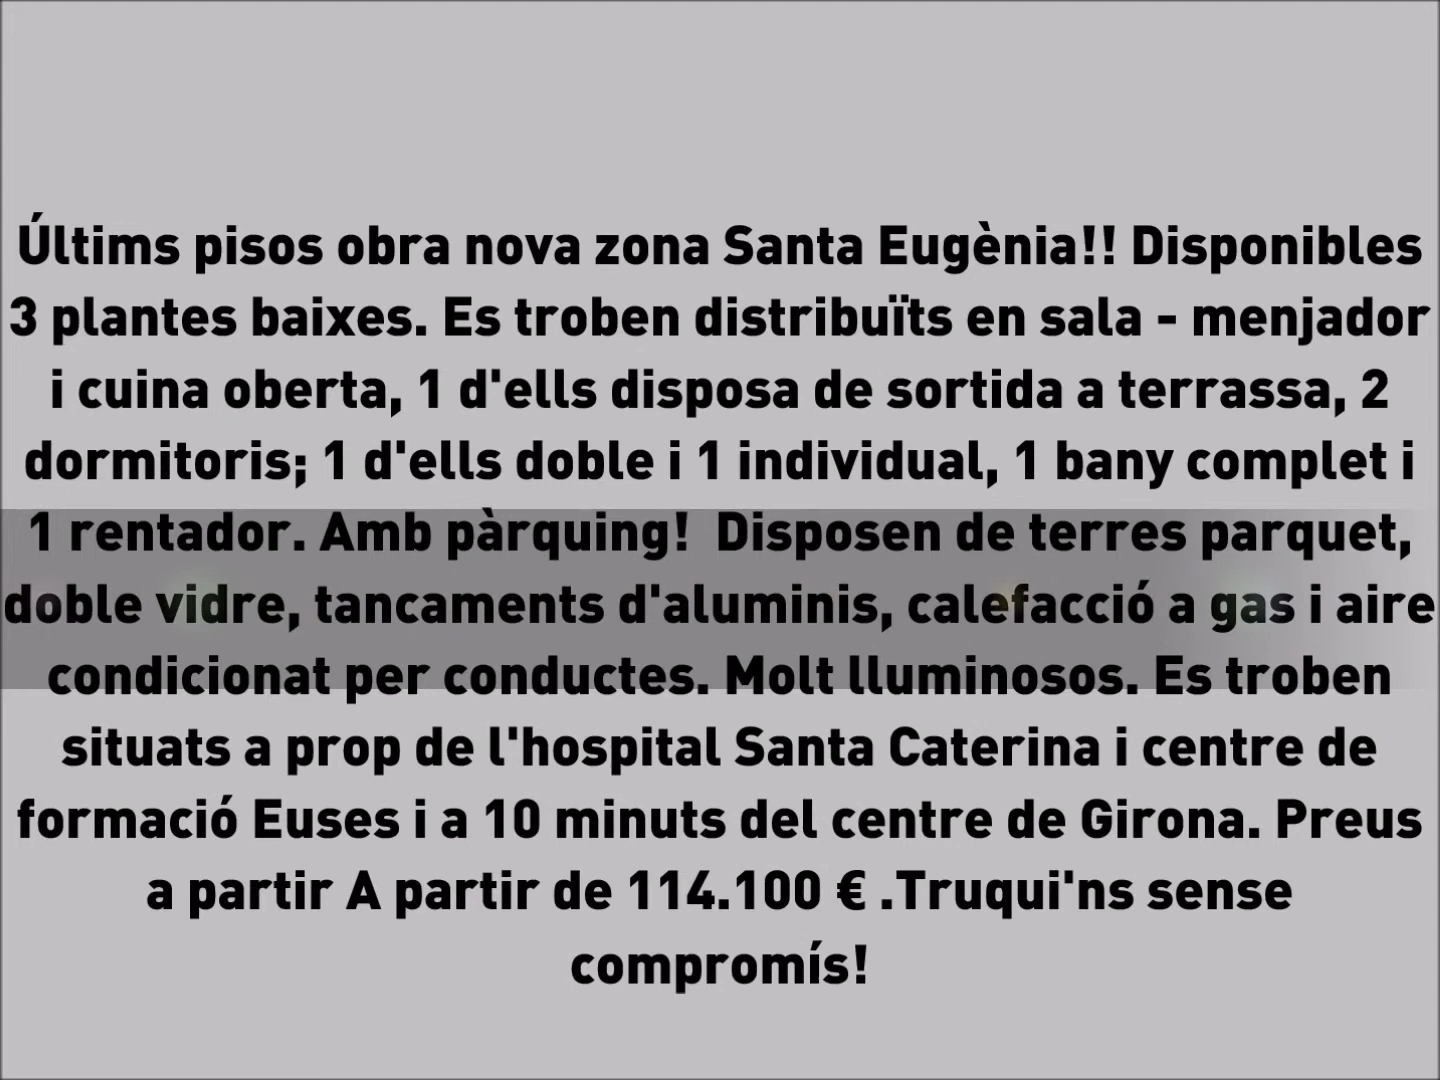 Últims pisos obra nova zona Santa Eugènia!! Disponibles
3 plantes baixes. Es troben distribuïts en sala - menjador
i cuina oberta, 1 d'ells disposa de sortida a terrassa, 2
dormitoris; 1 d'ells doble i 1 individual, 1 bany complet i
1 rentador. Amb pàrquing!  Disposen de terres parquet,
doble vidre, tancaments d'aluminis, calefacció a gas i aire
condicionat per conductes. Molt lluminosos. Es troben
situats a prop de l'hospital Santa Caterina i centre de
formació Euses i a 10 minuts del centre de Girona. Preus
a partir A partir de 114.100 € .Truqui'ns sense
compromís!